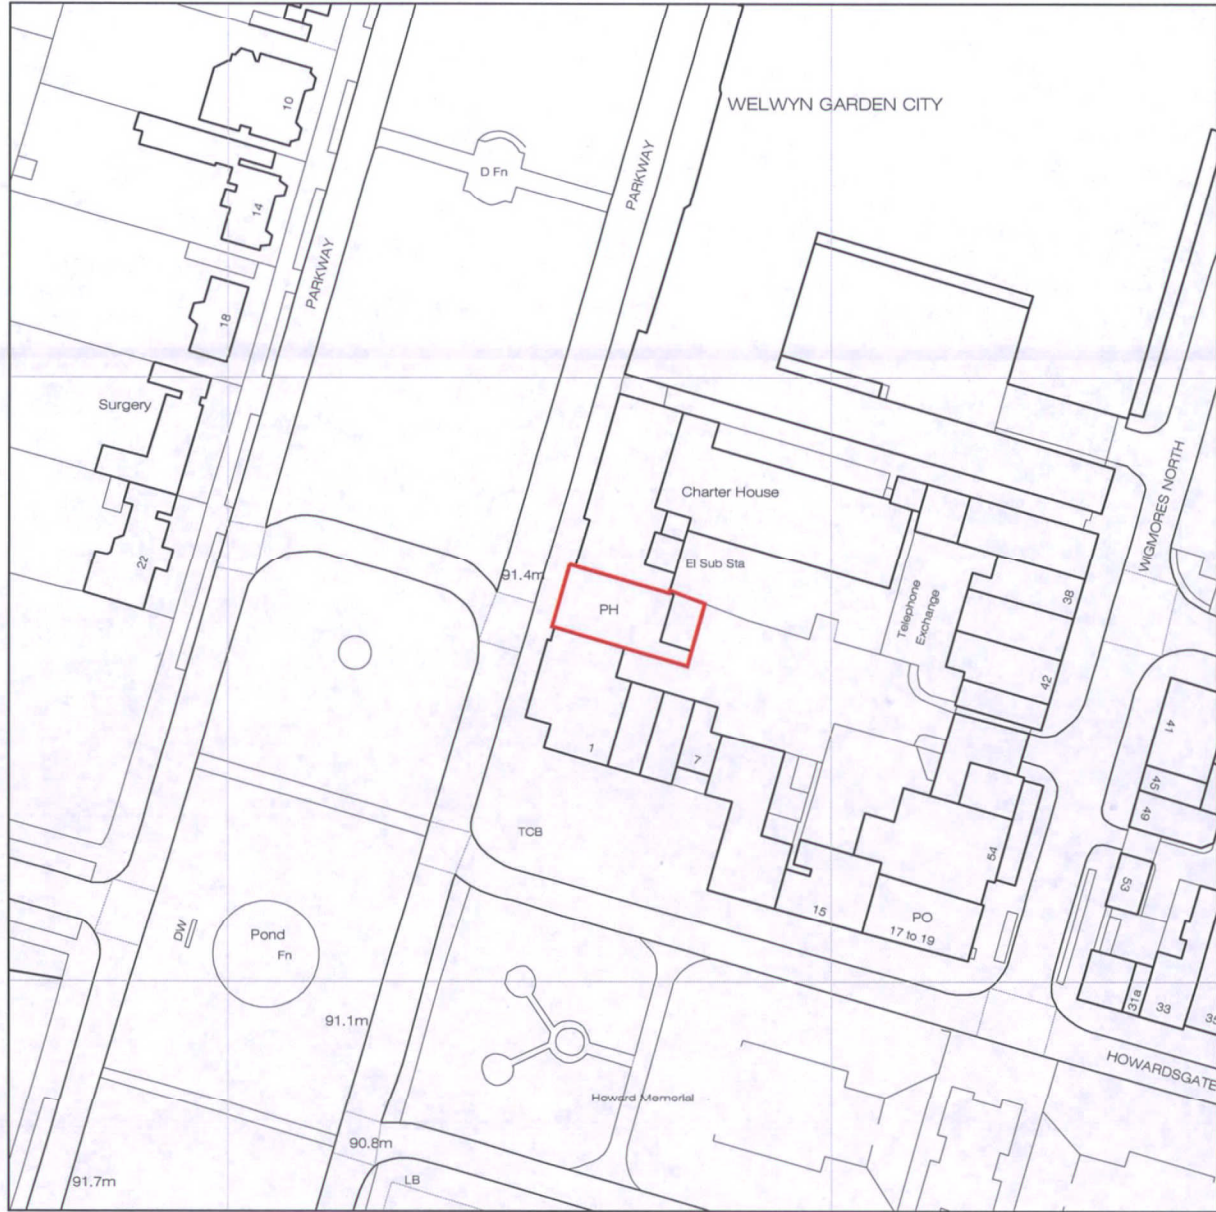 WELWYN GARDEN CITY
10
D Fn
PARKWAY
14
PARKWAY
18
Surgery
WIGMORES NORTH
Charter House
22
El Sub Sta
91.4m
PH
Telephone
Exchange
38
42
41
1
7
45
49
TCB
54
53
15
PO
17 to 19
DW
Pond
Fn
31a
33
35
91.1m
HOWARDSGATE
Howard Memorial
90.8m
LB
91.7m